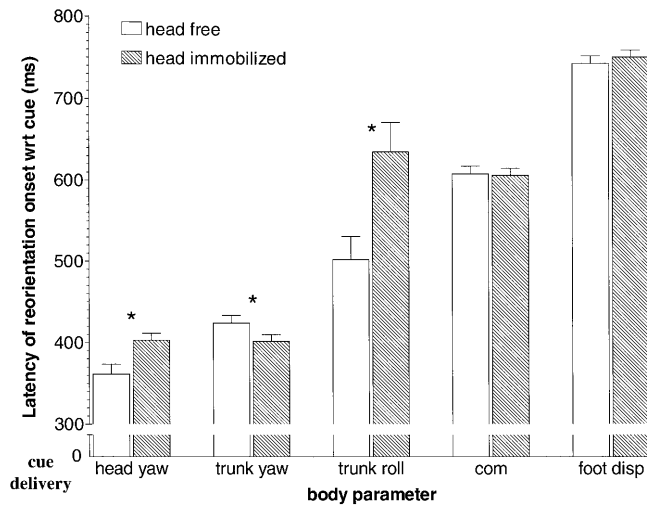 Latency of reorientation onset wrt cue (ms)
800
700
600
500
400
300
0
head free
head immobilized
*
*
*
cue
delivery
head yaw
trunk yaw
trunk roll
com
foot disp
body parameter